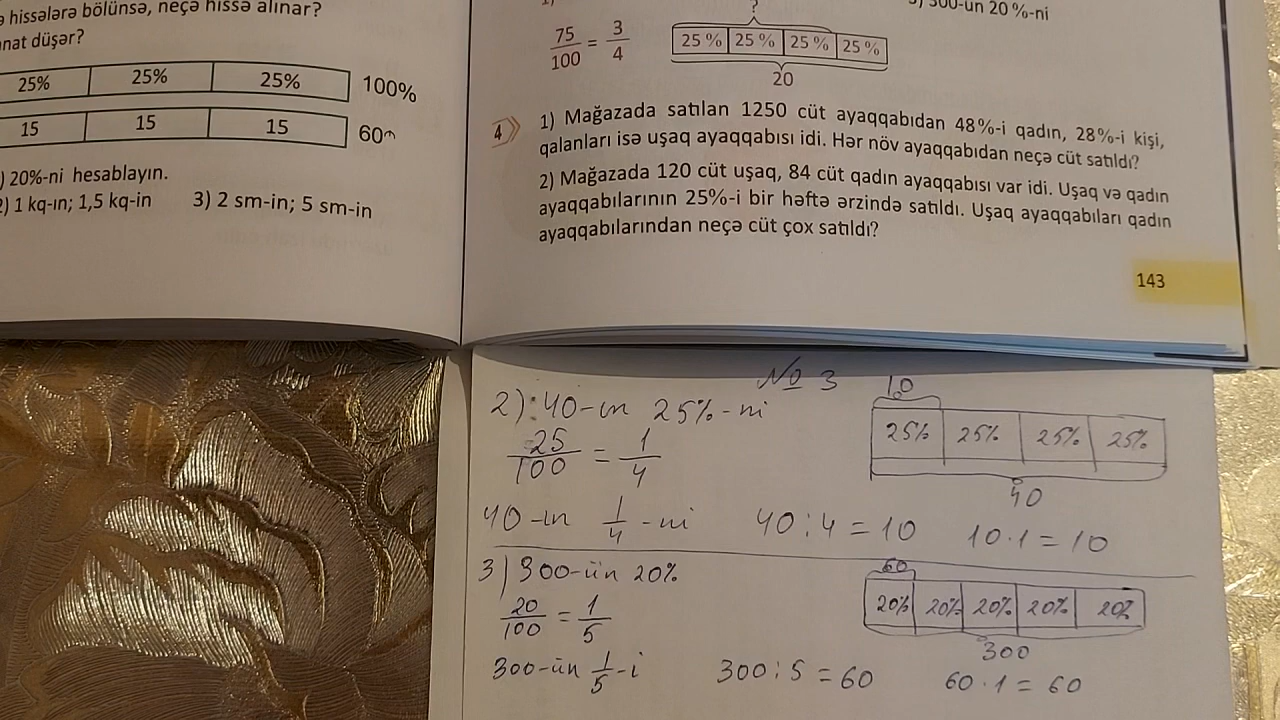 hissələrə bölünsə, neçə hissə alınar?
nat düşər?
25% 25% 25% 100%
15 15 15 60
) 20%-ni hesablayın.
2) 1 kq-ın; 1,5 kq-in 3) 2 sm-in; 5 sm-in
3) 300-ün 20 %-ni
75/100 = 3/4
?
25 % 25 % 25 % 25 %
20
4
1) Mağazada satılan 1250 cüt ayaqqabıdan 48%-i qadın, 28%-i kişi,
qalanları isə uşaq ayaqqabısı idi. Hər növ ayaqqabıdan neçə cüt satıldı?
2) Mağazada 120 cüt uşaq, 84 cüt qadın ayaqqabısı var idi. Uşaq və qadın
ayaqqabılarının 25%-i bir həftə ərzində satıldı. Uşaq ayaqqabıları qadın
ayaqqabılarından neçə cüt çox satıldı?
143
№ 3
2) 40-ın 25%-ni
25/100 = 1/4
10
25% 25% 25% 25%
40
40-ın 1/4-ni 40:4=10 10·1=10
3) 300-ün 20%
20/100 = 1/5
60
20% 20% 20% 20% 20%
300
300-ün 1/5-i 300:5=60 60·1=60